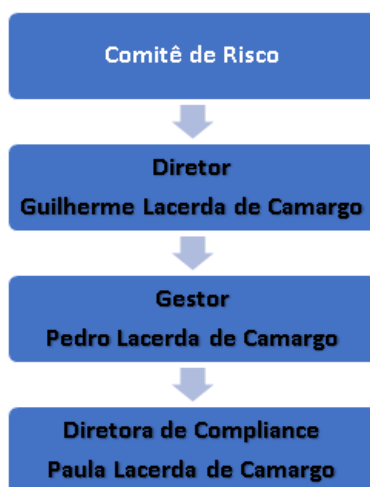 Comitê de Risco
Diretor
Guilherme Lacerda de Camargo
Gestor
Pedro Lacerda de Camargo
Diretora de Compliance
Paula Lacerda de Camargo